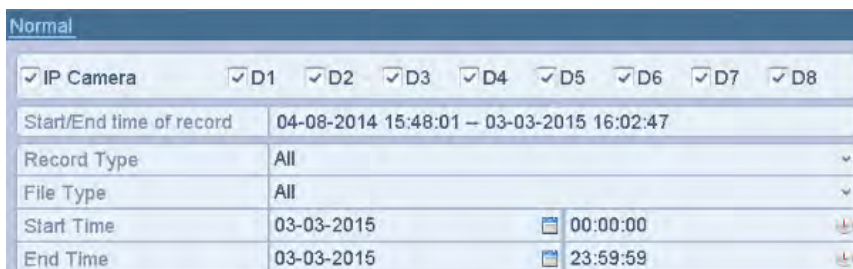 Normal
IP Camera D1 D2 D3 D4 D5 D6 D7 D8
Start/End time of record 04-08-2014 15:48:01 -- 03-03-2015 16:02:47
Record Type All
File Type All
Start Time 03-03-2015 00:00:00
End Time 03-03-2015 23:59:59